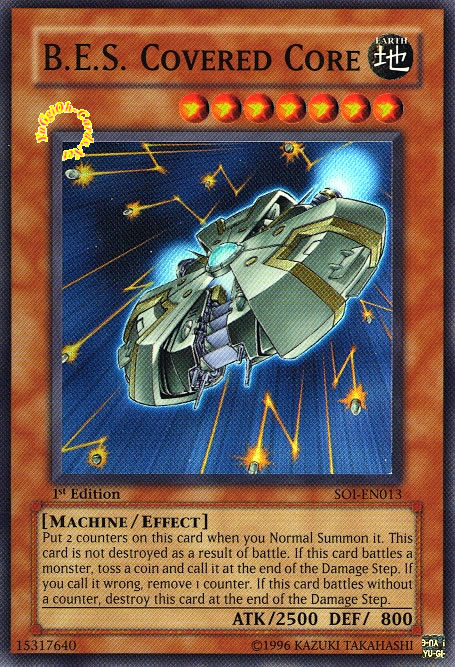 B.E.S. COVERED CORE
EARTH
地
YuGiOh-Cards.Net
1st Edition
SOI-EN013
[MACHINE/EFFECT]
Put 2 counters on this card when you Normal Summon it. This
card is not destroyed as a result of battle. If this card battles a
monster, toss a coin and call it at the end of the Damage Step. If
you call it wrong, remove 1 counter. If this card battles without
a counter, destroy this card at the end of the Damage Step.
ATK/2500 DEF/ 800
15317640
©1996 KAZUKI TAKAHASHI